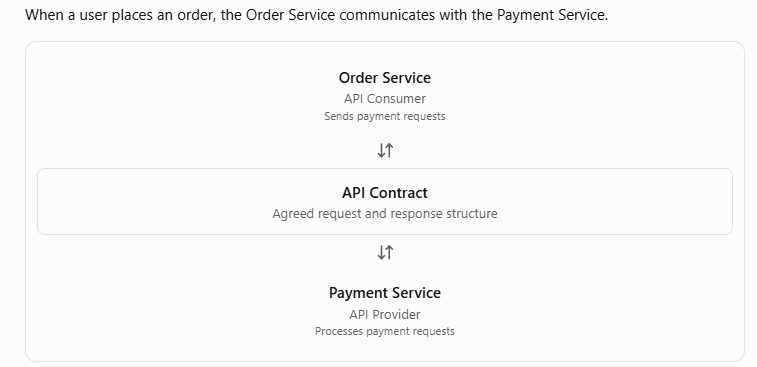 When a user places an order, the Order Service communicates with the Payment Service.
Order Service
API Consumer
Sends payment requests
API Contract
Agreed request and response structure
Payment Service
API Provider
Processes payment requests